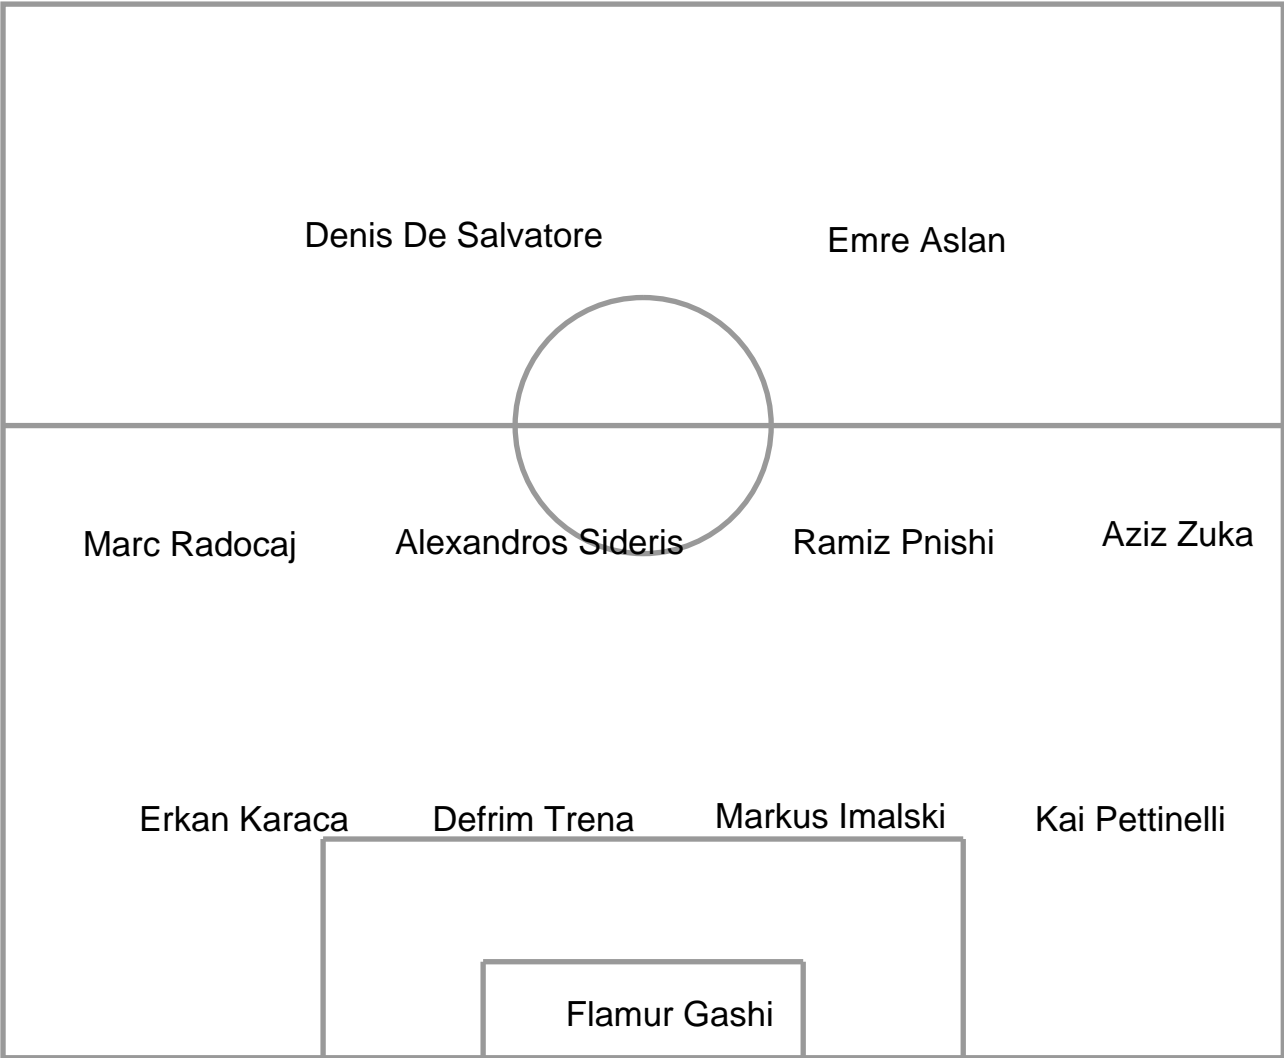 Denis De Salvatore
Emre Aslan
Marc Radocaj
Alexandros Sideris
Ramiz Pnishi
Aziz Zuka
Erkan Karaca
Defrim Trena
Markus Imalski
Kai Pettinelli
Flamur Gashi